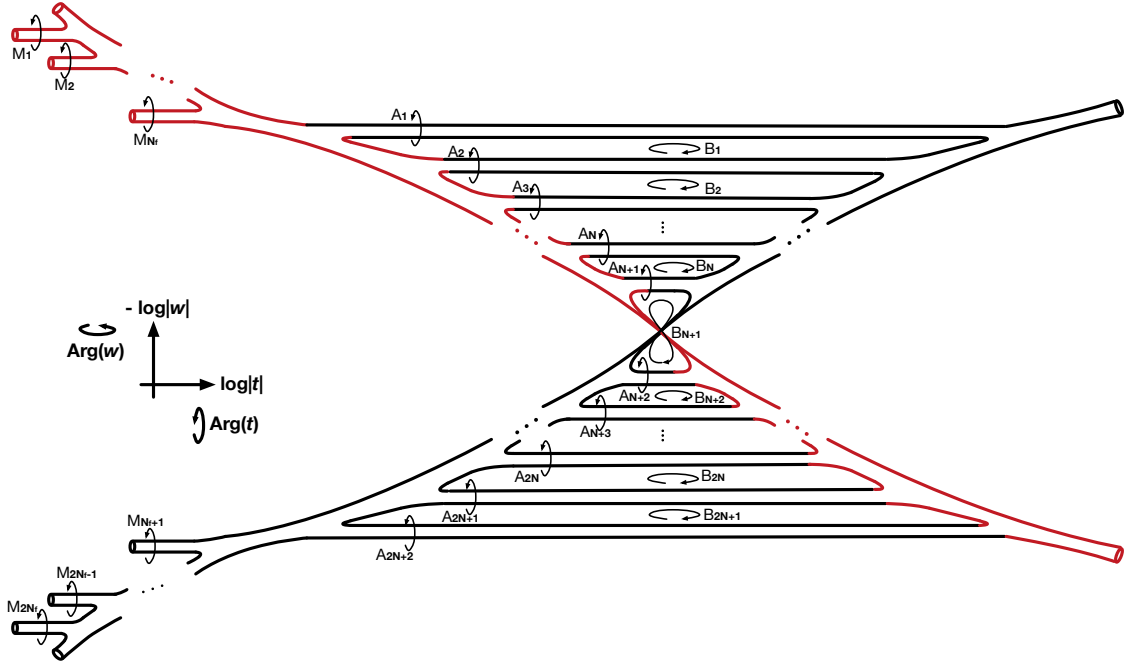 M1
M2
MNf
A1
B1
A2
B2
A3
⋮
AN
BN
AN+1
BN+1
- log|w|
Arg(w)
log|t|
Arg(t)
AN+2
BN+2
AN+3
⋮
A2N
B2N
A2N+1
B2N+1
A2N+2
MNf+1
M2Nf-1
M2Nf